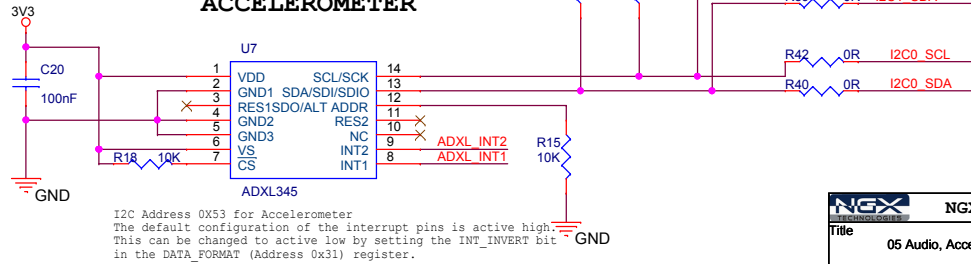 ACCELEROMETER
3V3
C20
100nF
GND
U7
1 VDD
2 GND1
3 RES1
4 GND2
5 GND3
6 VS
7 CS
SCL/SCK 14
SDA/SDI/SDIO 13
SDO/ALT ADDR 12
RES2 11
NC 10
INT2 9 ADXL_INT2
INT1 8 ADXL_INT1
R18 10K
ADXL345
R15
10K
GND
R42 0R I2C0_SCL
R40 0R I2C0_SDA
I2C Address 0X53 for Accelerometer
The default configuration of the interrupt pins is active high.
This can be changed to active low by setting the INT_INVERT bit
in the DATA_FORMAT (Address 0x31) register.
NGX
TECHNOLOGIES
NGX
Title
05 Audio, Acce